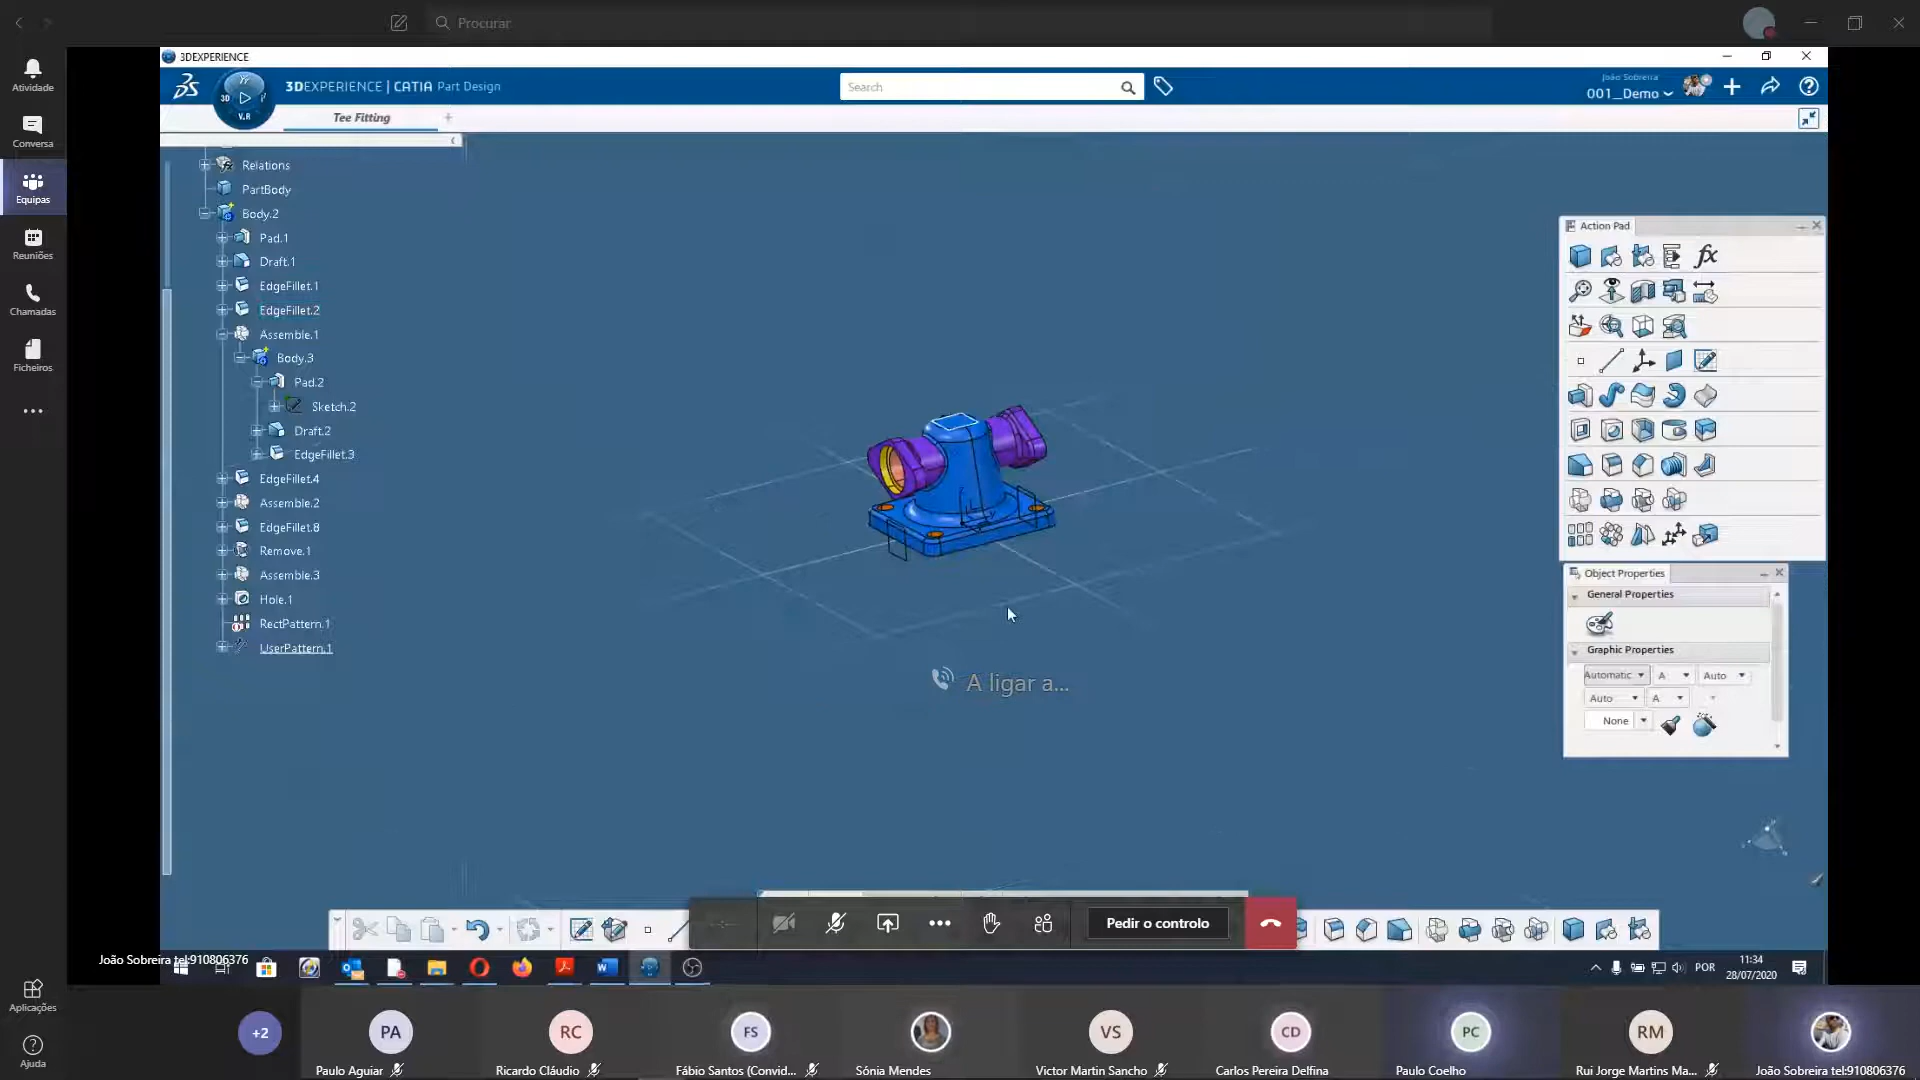 Procurar
3DEXPERIENCE
3DEXPERIENCE | CATIA Part Design
3D
V.R
Search
João Sobreira
001_Demo
Tee Fitting
Atividade
Conversa
Equipas
Reuniões
Chamadas
Ficheiros
Aplicações
Ajuda
Relations
PartBody
Body.2
Pad.1
Draft.1
EdgeFillet.1
EdgeFillet.2
Assemble.1
Body.3
Pad.2
Sketch.2
Draft.2
EdgeFillet.3
EdgeFillet.4
Assemble.2
EdgeFillet.8
Remove.1
Assemble.3
Hole.1
RectPattern.1
UserPattern.1
A ligar a...
Action Pad
fx
Object Properties
General Properties
Graphic Properties
Automatic
A
Auto
Auto
A
None
Pedir o controlo
João Sobreira tel:910806376
POR
11:34
28/07/2020
+2
PA
Paulo Aguiar
RC
Ricardo Cláudio
FS
Fábio Santos (Convid...
Sónia Mendes
VS
Victor Martin Sancho
CD
Carlos Pereira Delfina
PC
Paulo Coelho
RM
Rui Jorge Martins Ma...
João Sobreira tel:910806376